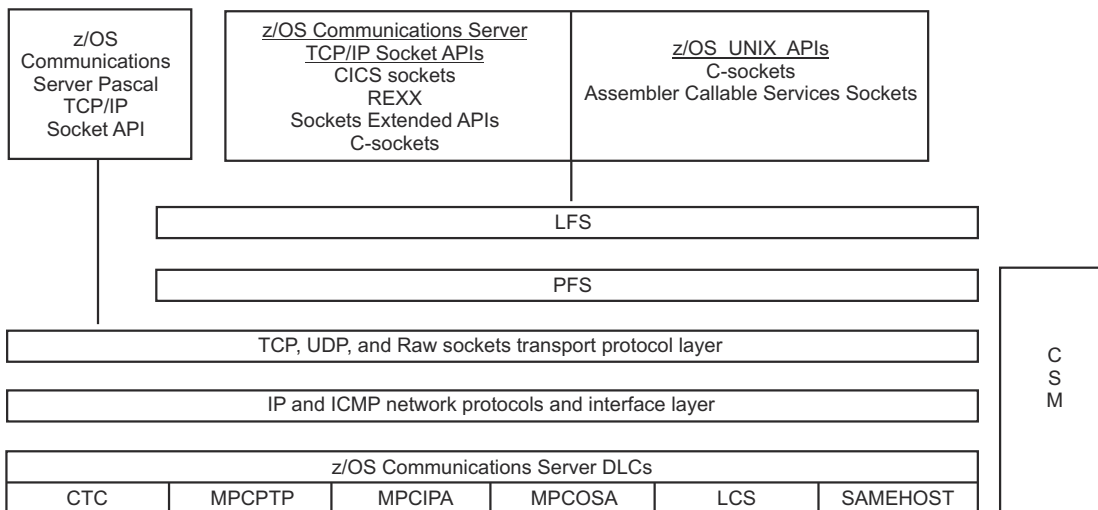 z/OS
Communications
Server Pascal
TCP/IP
Socket API
z/OS Communications Server
TCP/IP Socket APIs
CICS sockets
REXX
Sockets Extended APIs
C-sockets
z/OS UNIX APIs
C-sockets
Assembler Callable Services Sockets
LFS
PFS
TCP, UDP, and Raw sockets transport protocol layer
IP and ICMP network protocols and interface layer
z/OS Communications Server DLCs
CTC
MPCPTP
MPCIPA
MPCOSA
LCS
SAMEHOST
C
S
M